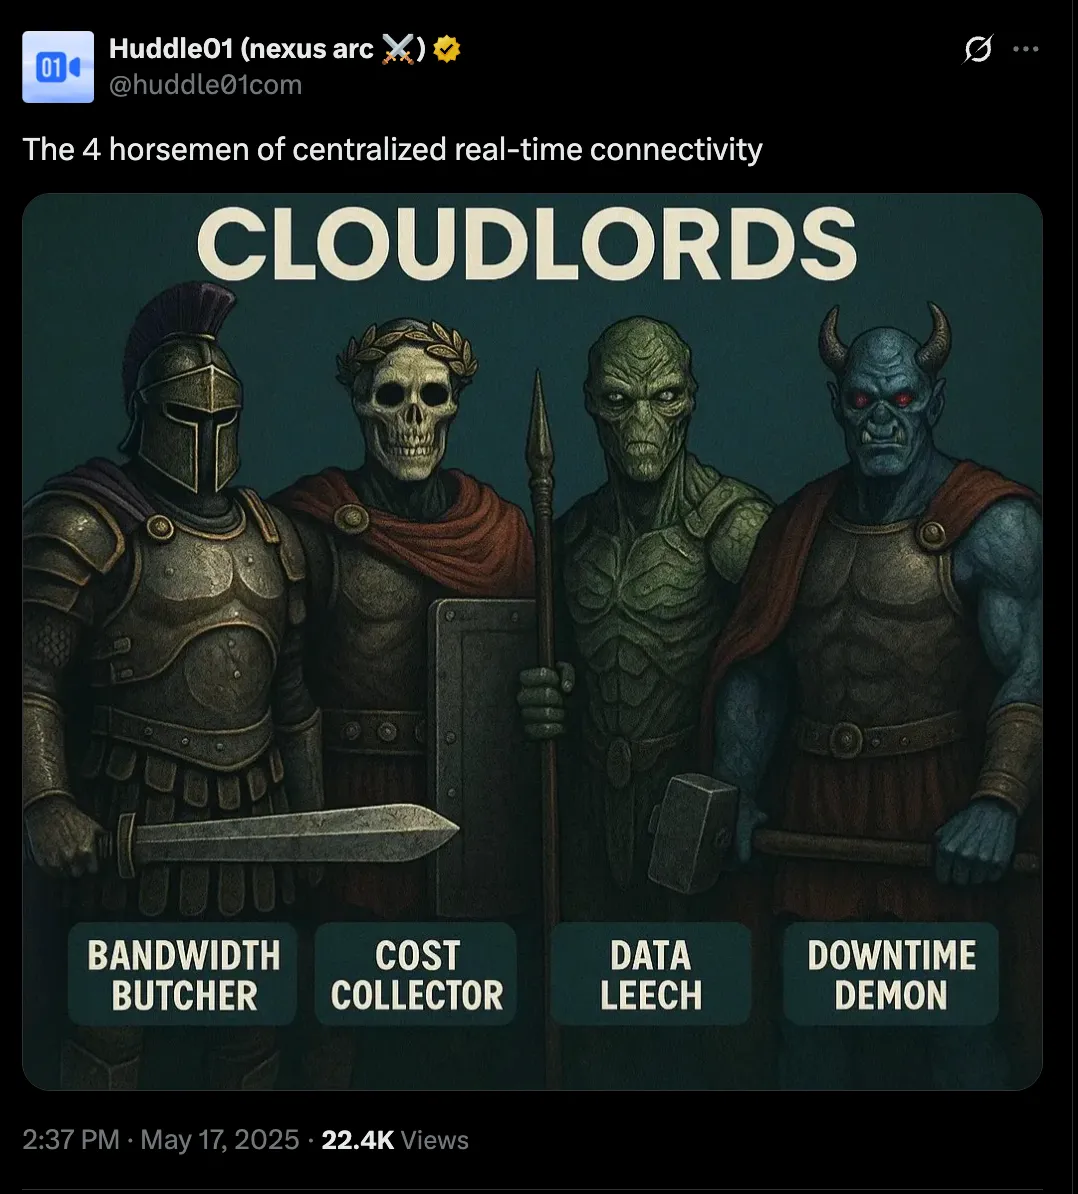 Huddle01 (nexus arc ⚔️)
@huddle01com
01
The 4 horsemen of centralized real-time connectivity
CLOUDLORDS
BANDWIDTH
BUTCHER
COST
COLLECTOR
DATA
LEECH
DOWNTIME
DEMON
2:37 PM · May 17, 2025 · 22.4K Views